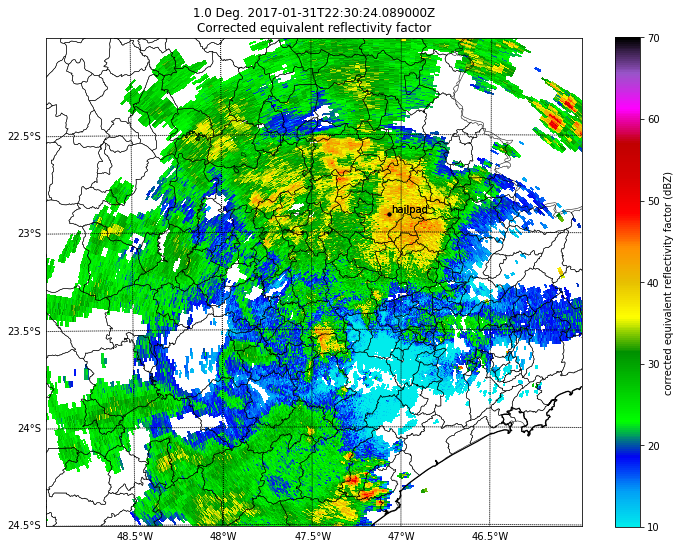 1.0 Deg. 2017-01-31T22:30:24.089000Z
Corrected equivalent reflectivity factor
22.5°S
23°S
23.5°S
24°S
24.5°S
48.5°W
48°W
47.5°W
47°W
46.5°W
hailpad
70
60
50
40
30
20
10
corrected equivalent reflectivity factor (dBZ)